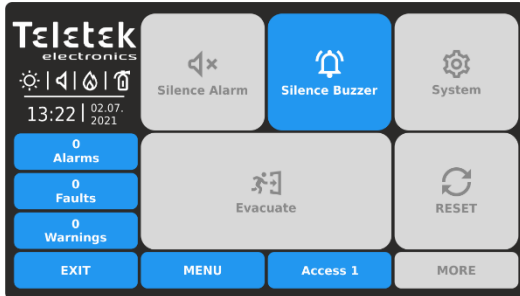 Teletek
electronics
13:22
02.07.
2021
0
Alarms
0
Faults
0
Warnings
Silence Alarm
Silence Buzzer
System
Evacuate
RESET
EXIT
MENU
Access 1
MORE